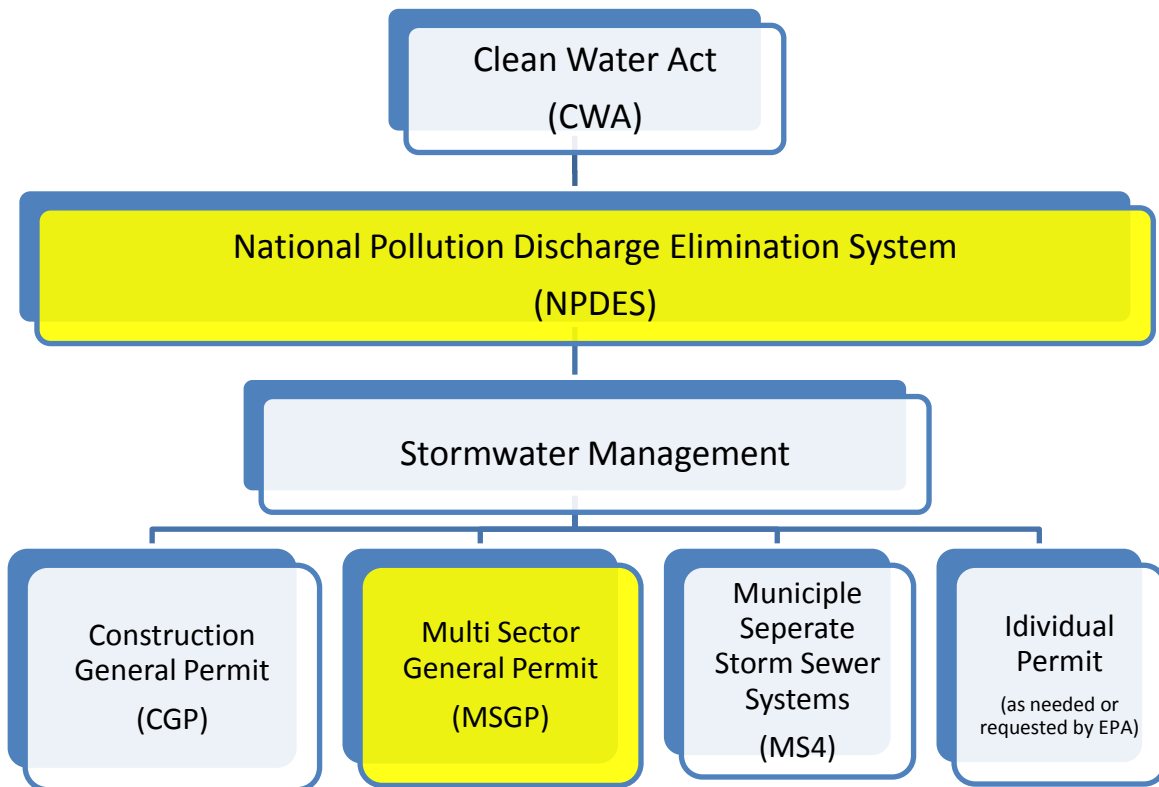 Clean Water Act
(CWA)
National Pollution Discharge Elimination System
(NPDES)
Stormwater Management
Construction
General Permit
(CGP)
Multi Sector
General Permit
(MSGP)
Municiple
Seperate
Storm Sewer
Systems
(MS4)
Idividual
Permit
(as needed or
requested by EPA)